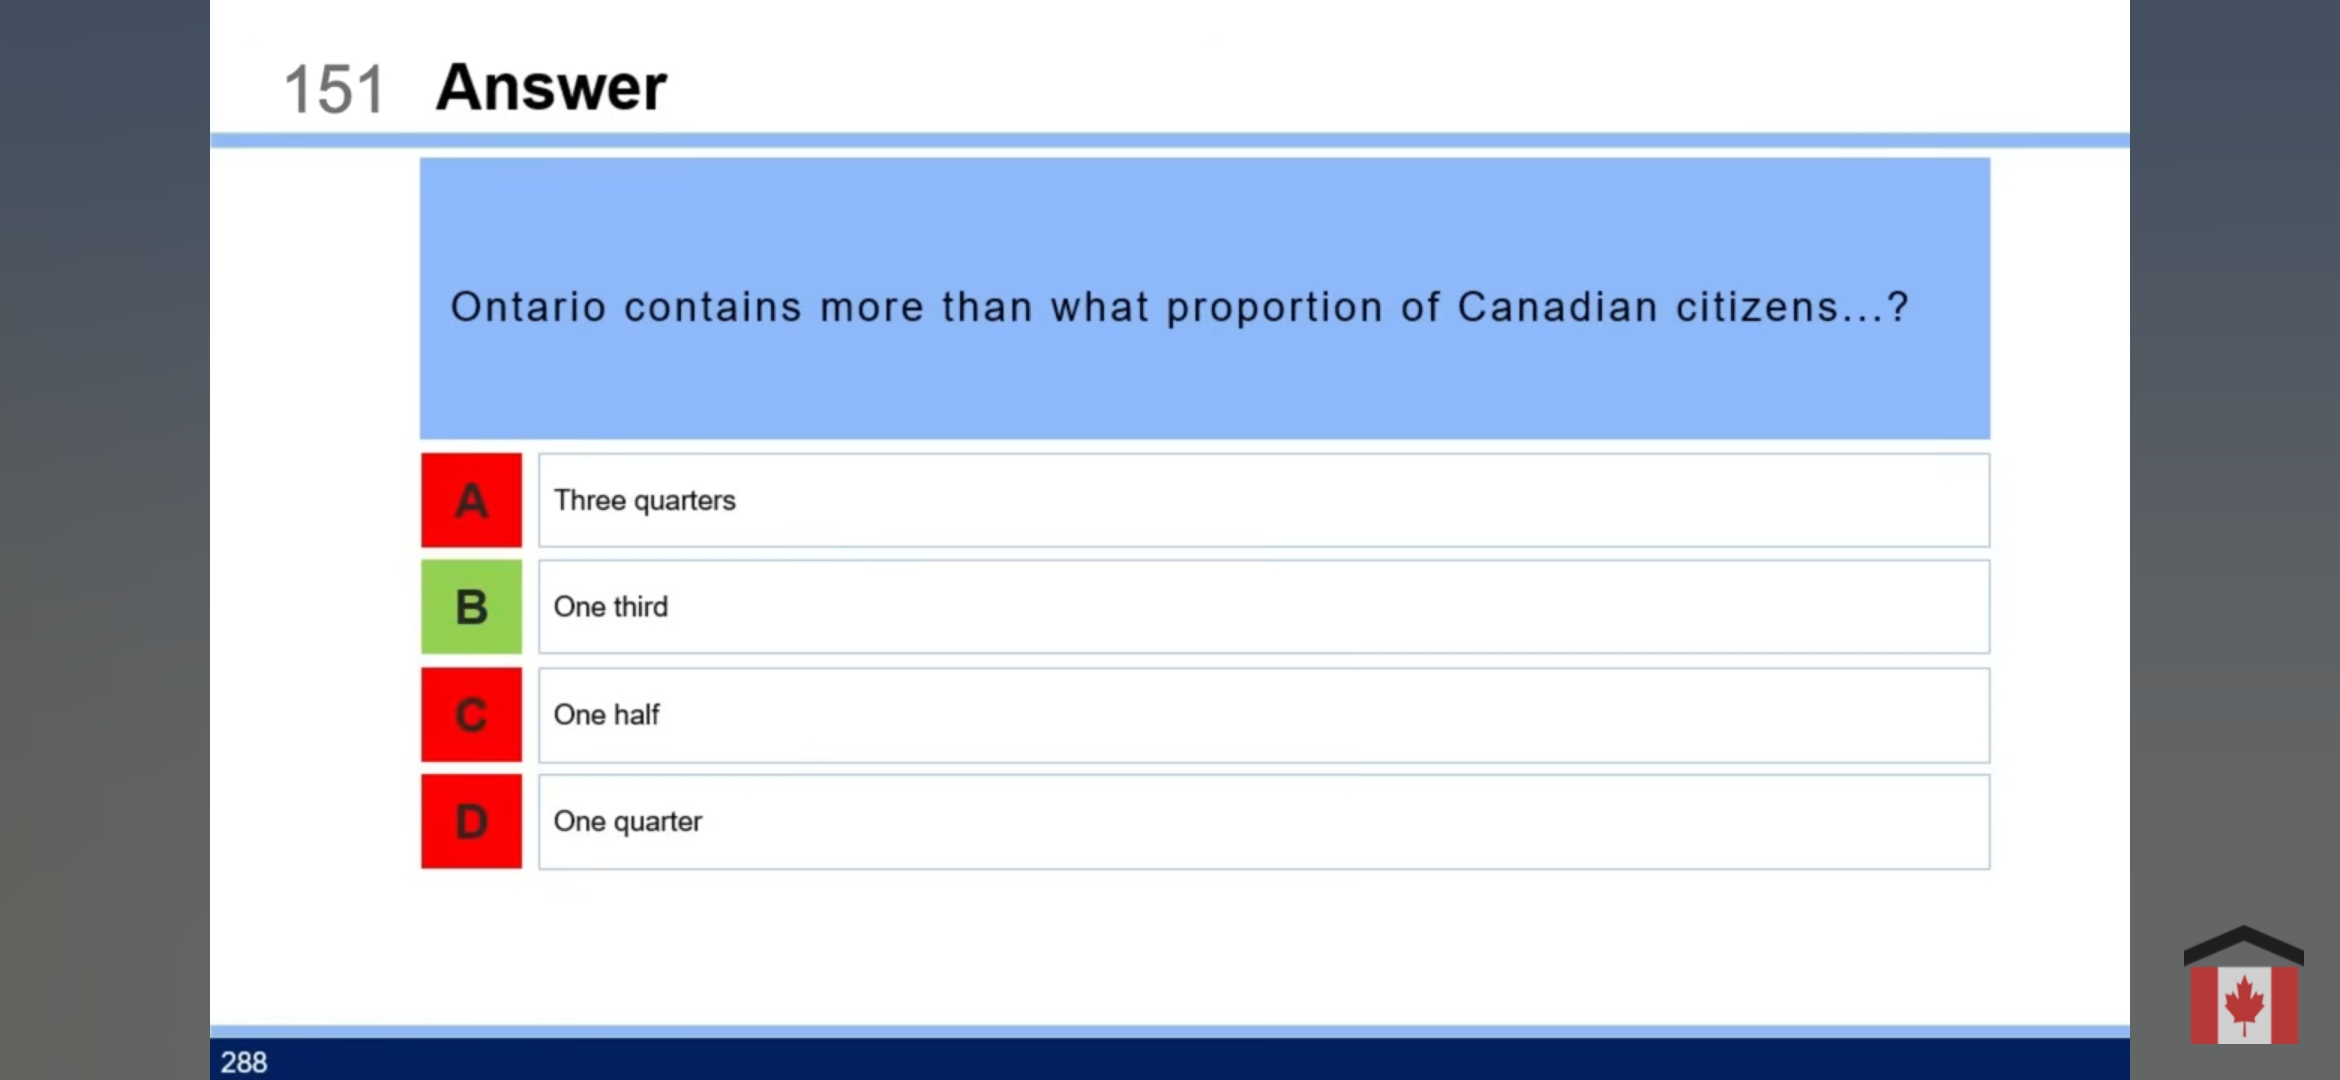 151 Answer
Ontario contains more than what proportion of Canadian citizens...?
A Three quarters
B One third
C One half
D One quarter
288